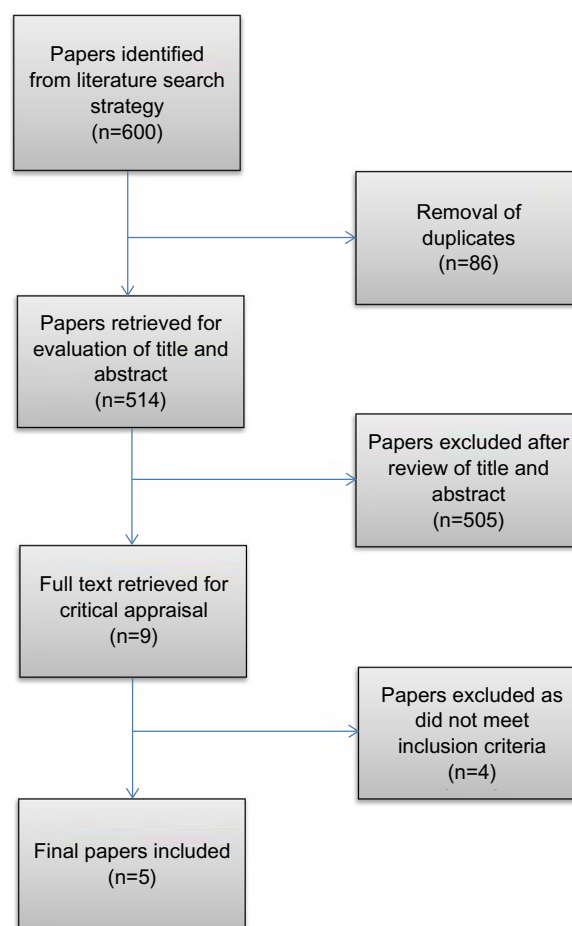 Papers identified
from literature search
strategy
(n=600)
Removal of
duplicates
(n=86)
Papers retrieved for
evaluation of title and
abstract
(n=514)
Papers excluded after
review of title and
abstract
(n=505)
Full text retrieved for
critical appraisal
(n=9)
Papers excluded as
did not meet
inclusion criteria
(n=4)
Final papers included
(n=5)